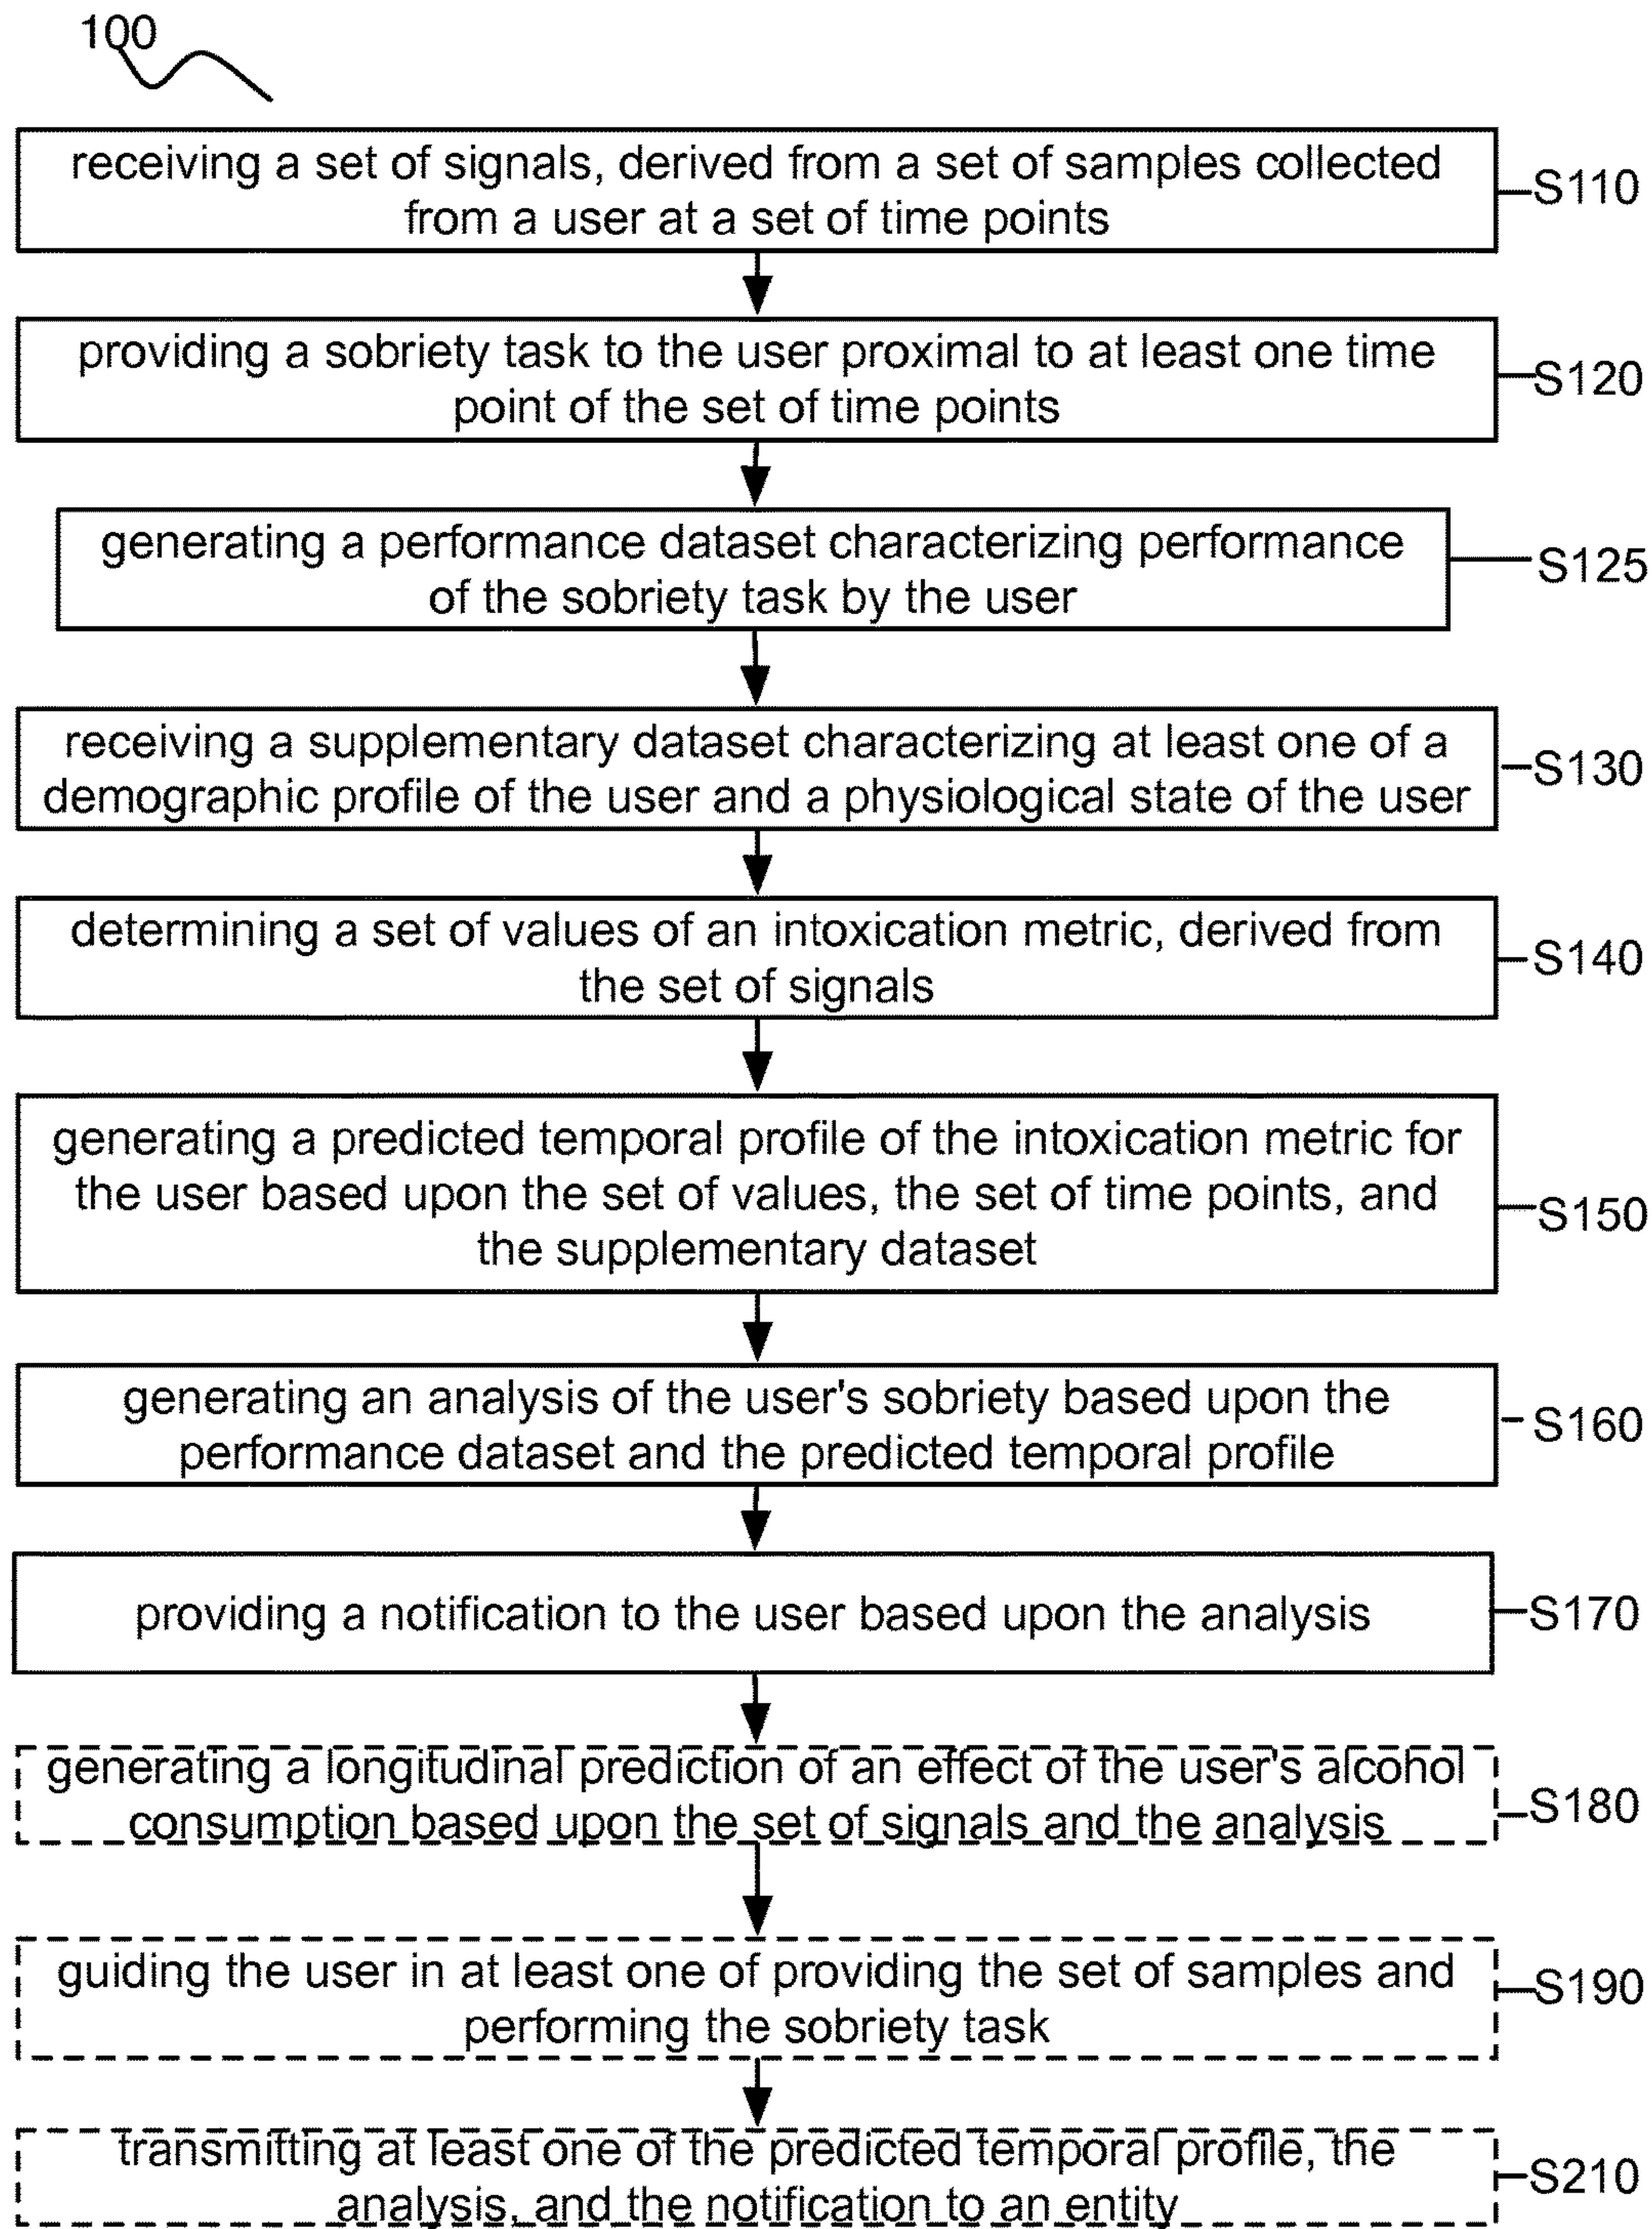 100
receiving a set of signals, derived from a set of samples collected
from a user at a set of time points
S110
providing a sobriety task to the user proximal to at least one time
point of the set of time points
S120
generating a performance dataset characterizing performance
of the sobriety task by the user
S125
receiving a supplementary dataset characterizing at least one of a
demographic profile of the user and a physiological state of the user
S130
determining a set of values of an intoxication metric, derived from
the set of signals
S140
generating a predicted temporal profile of the intoxication metric for
the user based upon the set of values, the set of time points, and
the supplementary dataset
S150
generating an analysis of the user's sobriety based upon the
performance dataset and the predicted temporal profile
S160
providing a notification to the user based upon the analysis
S170
generating a longitudinal prediction of an effect of the user's alcohol
consumption based upon the set of signals and the analysis
S180
guiding the user in at least one of providing the set of samples and
performing the sobriety task
S190
transmitting at least one of the predicted temporal profile, the
analysis, and the notification to an entity
S210